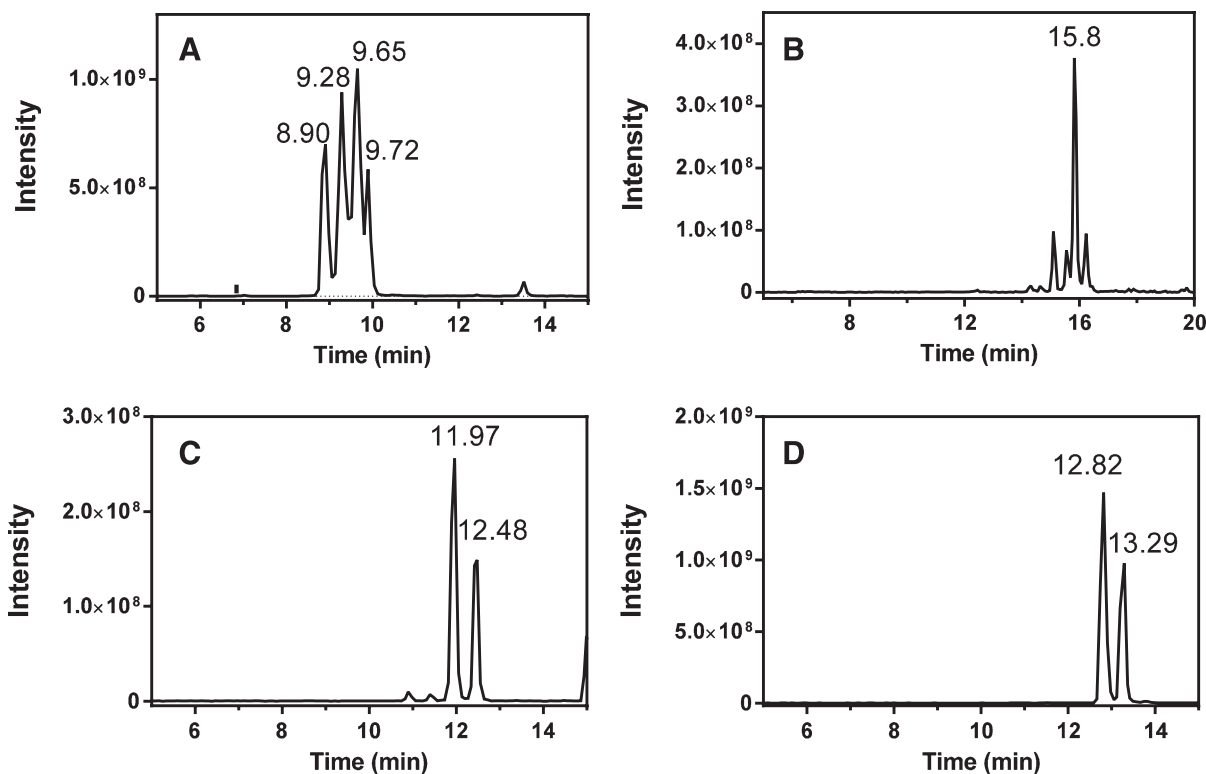 A
9.65
9.28
8.90
9.72
1.0×10⁹
5.0×10⁸
0
Intensity
6 8 10 12 14
Time (min)
B
15.8
4.0×10⁸
3.0×10⁸
2.0×10⁸
1.0×10⁸
0
Intensity
8 12 16 20
Time (min)
C
11.97
12.48
3.0×10⁸
2.0×10⁸
1.0×10⁸
0
Intensity
6 8 10 12 14
Time (min)
D
12.82
13.29
2.0×10⁹
1.5×10⁹
1.0×10⁹
5.0×10⁸
0
Intensity
6 8 10 12 14
Time (min)